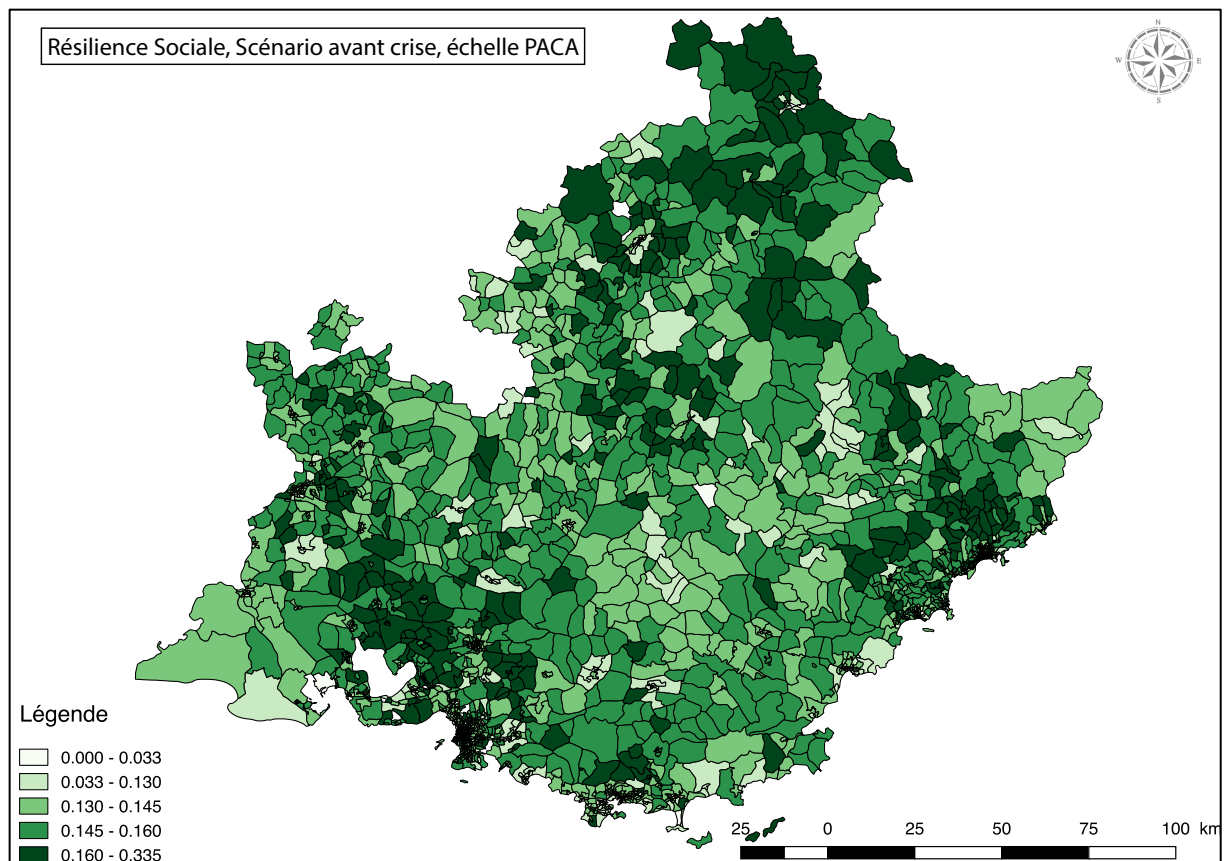 Résilience Sociale, Scénario avant crise, échelle PACA
N
W E
S
Légende
0.000 - 0.033
0.033 - 0.130
0.130 - 0.145
0.145 - 0.160
0.160 - 0.335
25 0 25 50 75 100 km